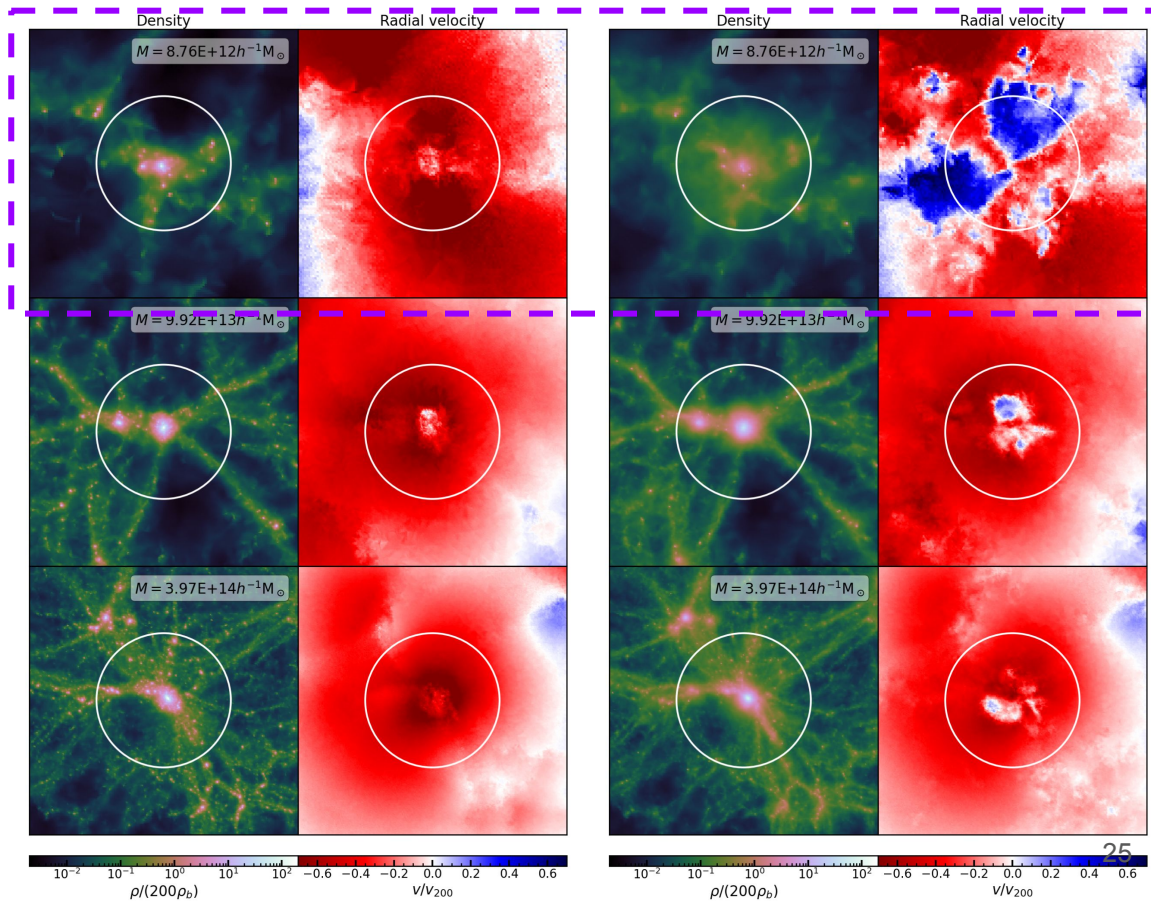 Density Radial velocity Density Radial velocity
M = 8.76E+12h⁻¹M⊙ M = 8.76E+12h⁻¹M⊙
M = 9.92E+13h⁻¹M⊙ M = 9.92E+13h⁻¹M⊙
M = 3.97E+14h⁻¹M⊙ M = 3.97E+14h⁻¹M⊙
25
10⁻² 10⁻¹ 10⁰ 10¹ 10² −0.6 −0.4 −0.2 0.0 0.2 0.4 0.6 10⁻² 10⁻¹ 10⁰ 10¹ 10² −0.6 −0.4 −0.2 0.0 0.2 0.4 0.6
ρ/(200ρb) v/v₂₀₀ ρ/(200ρb) v/v₂₀₀